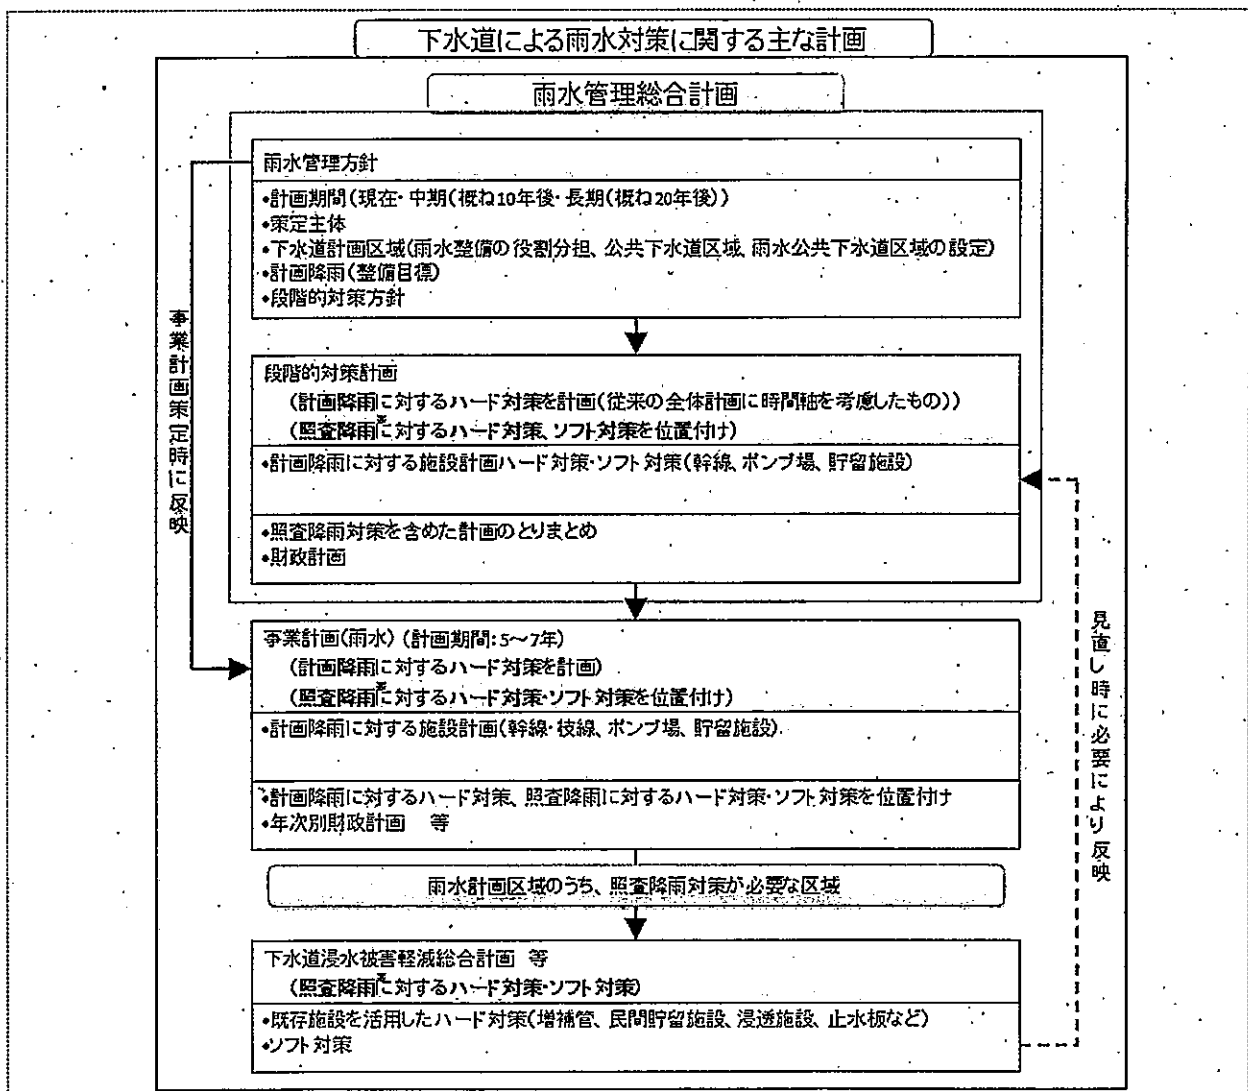 下水道による雨水対策に関する主な計画
雨水管理総合計画
雨水管理方針
•計画期間(現在・中期(概ね10年後・長期(概ね20年後))
•策定主体
•下水道計画区域(雨水整備の役割分担、公共下水道区域、雨水公共下水道区域の設定)
•計画降雨(整備目標)
•段階的対策方針
事業計画策定時に反映
段階的対策計画
(計画降雨に対するハード対策を計画(従来の全体計画に時間軸を考慮したもの))
(照査降雨※に対するハード対策、ソフト対策を位置付け)
•計画降雨に対する施設計画ハード対策・ソフト対策(幹線、ポンプ場、貯留施設)
•照査降雨対策を含めた計画のとりまとめ
•財政計画
事業計画(雨水)(計画期間:5〜7年)
(計画降雨に対するハード対策を計画)
(照査降雨※に対するハード対策・ソフト対策を位置付け)
•計画降雨に対する施設計画(幹線・枝線、ポンプ場、貯留施設)
•計画降雨に対するハード対策、照査降雨に対するハード対策・ソフト対策を位置付け
•年次別財政計画 等
見直し時に必要により反映
雨水計画区域のうち、照査降雨対策が必要な区域
下水道浸水被害軽減総合計画 等
(照査降雨※に対するハード対策・ソフト対策)
•既存施設を活用したハード対策(増補管、民間貯留施設、浸透施設、止水板など)
•ソフト対策